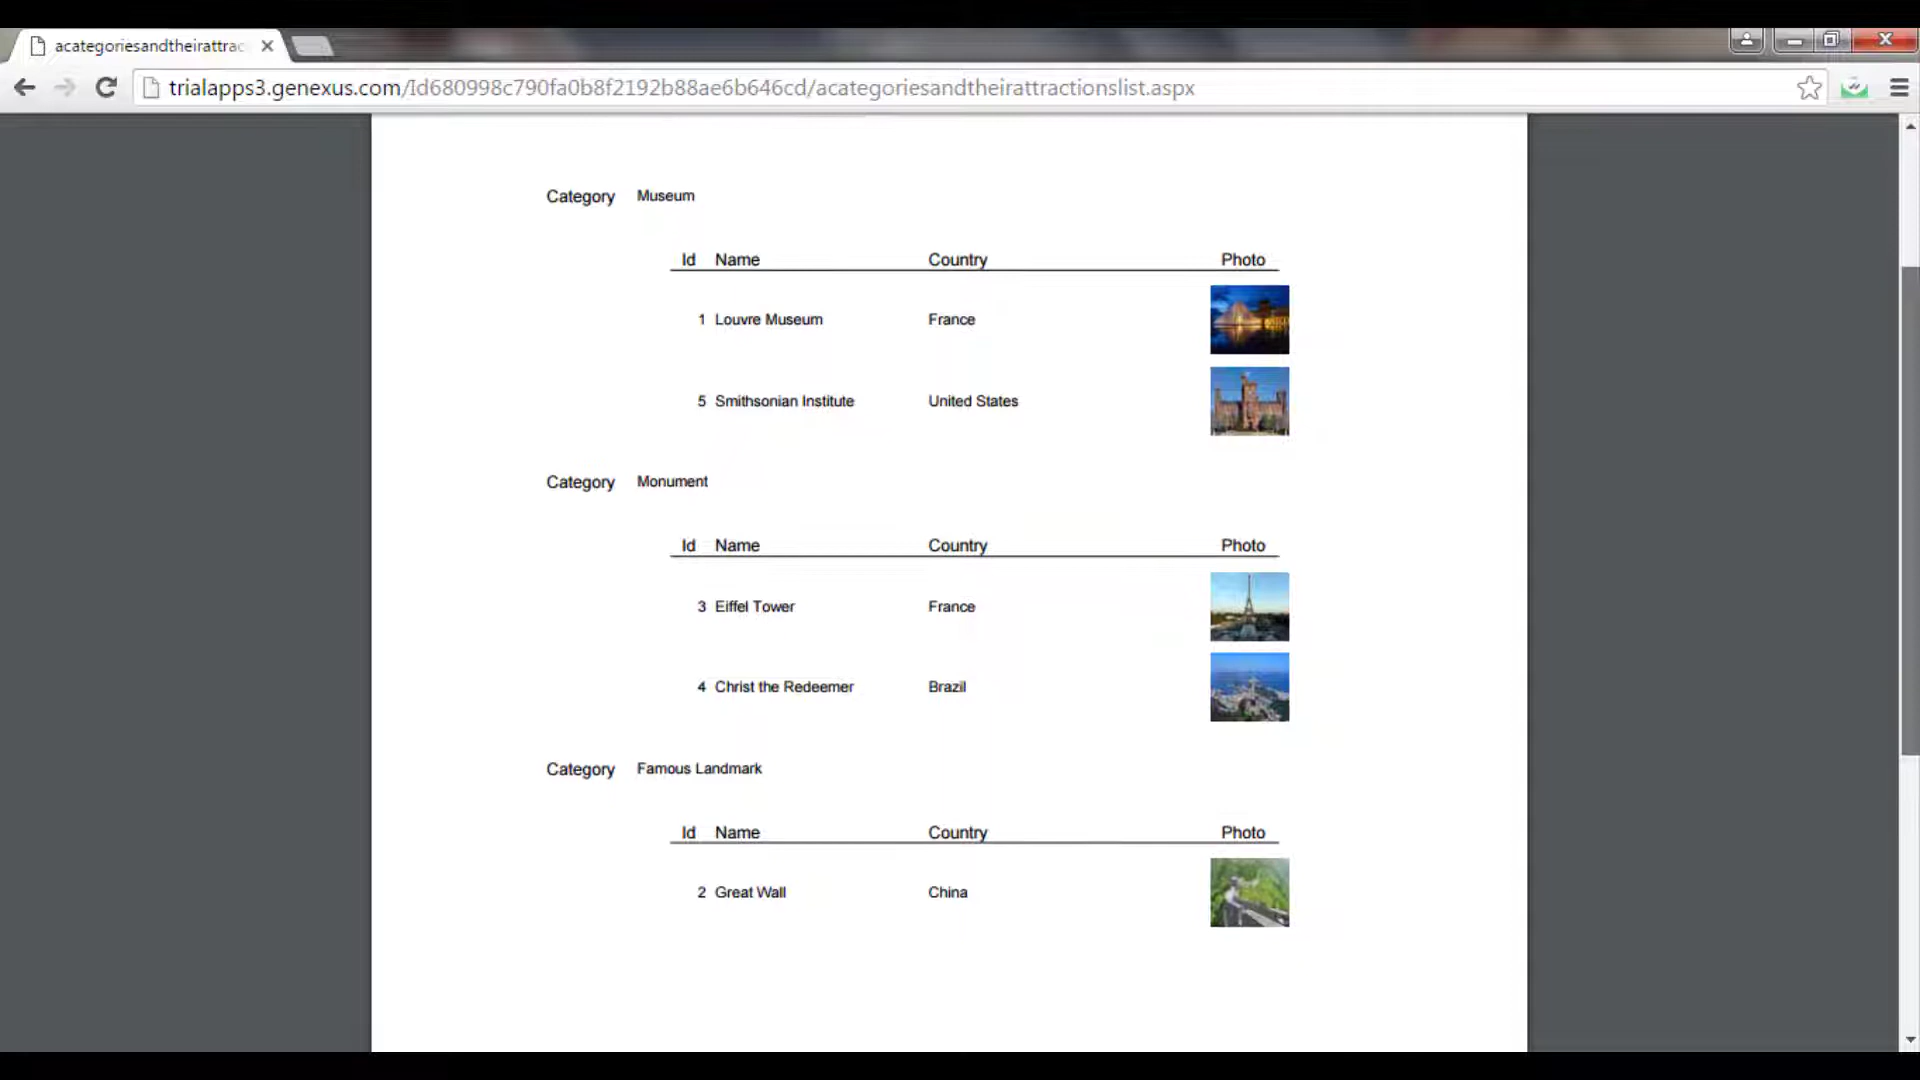 acategoriesandtheirattrac
trialapps3.genexus.com/Id680998c790fa0b8f2192b88ae6b646cd/acategoriesandtheirattractionslist.aspx
Category Museum
Id Name Country Photo
1 Louvre Museum France
5 Smithsonian Institute United States
Category Monument
Id Name Country Photo
3 Eiffel Tower France
4 Christ the Redeemer Brazil
Category Famous Landmark
Id Name Country Photo
2 Great Wall China